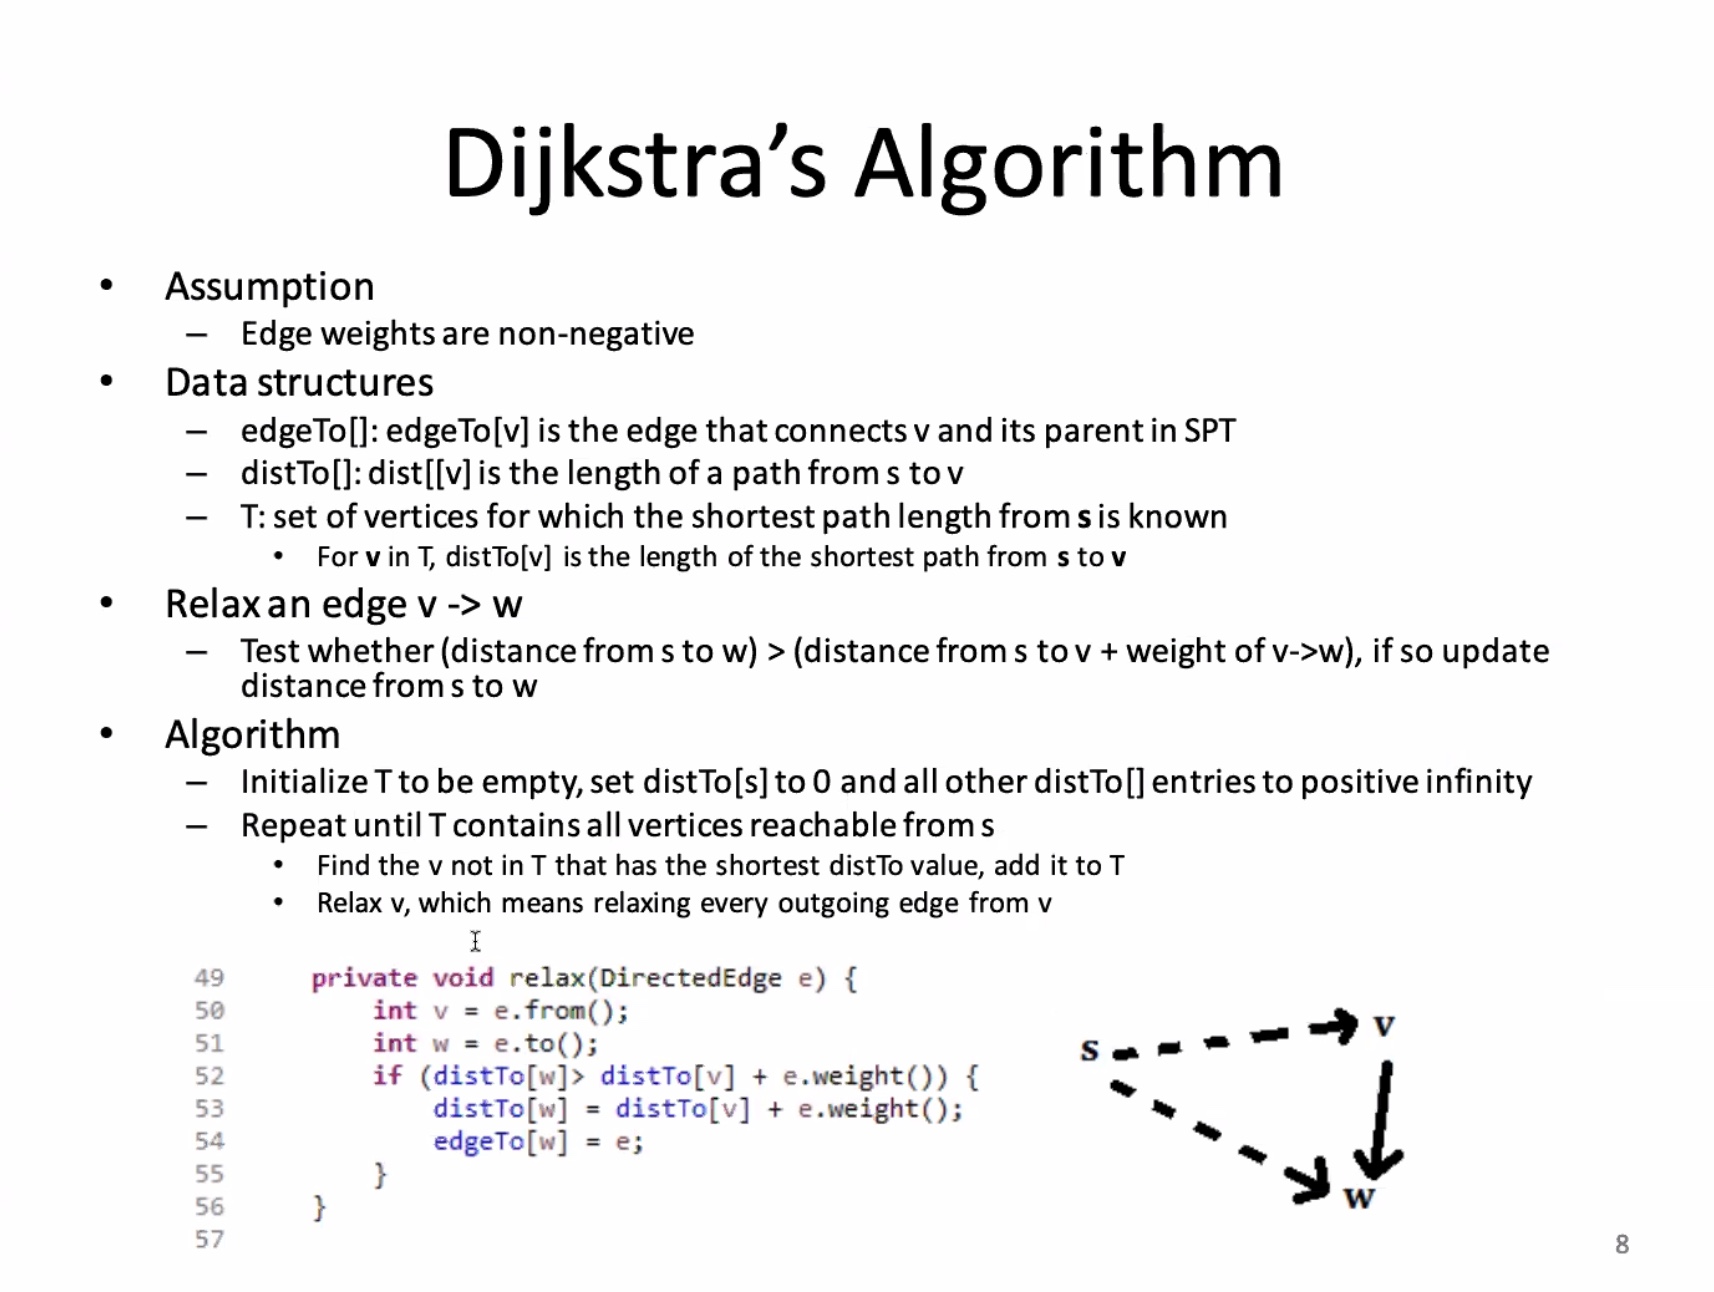 Dijkstra’s Algorithm
• Assumption
– Edge weights are non-negative
• Data structures
– edgeTo[]: edgeTo[v] is the edge that connects v and its parent in SPT
– distTo[]: dist[[v] is the length of a path from s to v
– T: set of vertices for which the shortest path length from s is known
• For v in T, distTo[v] is the length of the shortest path from s to v
• Relax an edge v -> w
– Test whether (distance from s to w) > (distance from s to v + weight of v->w), if so update
distance from s to w
• Algorithm
– Initialize T to be empty, set distTo[s] to 0 and all other distTo[] entries to positive infinity
– Repeat until T contains all vertices reachable from s
• Find the v not in T that has the shortest distTo value, add it to T
• Relax v, which means relaxing every outgoing edge from v
49 private void relax(DirectedEdge e) {
50 int v = e.from();
51 int w = e.to();
52 if (distTo[w]> distTo[v] + e.weight()) {
53 distTo[w] = distTo[v] + e.weight();
54 edgeTo[w] = e;
55 }
56 }
57
s
v
w
8